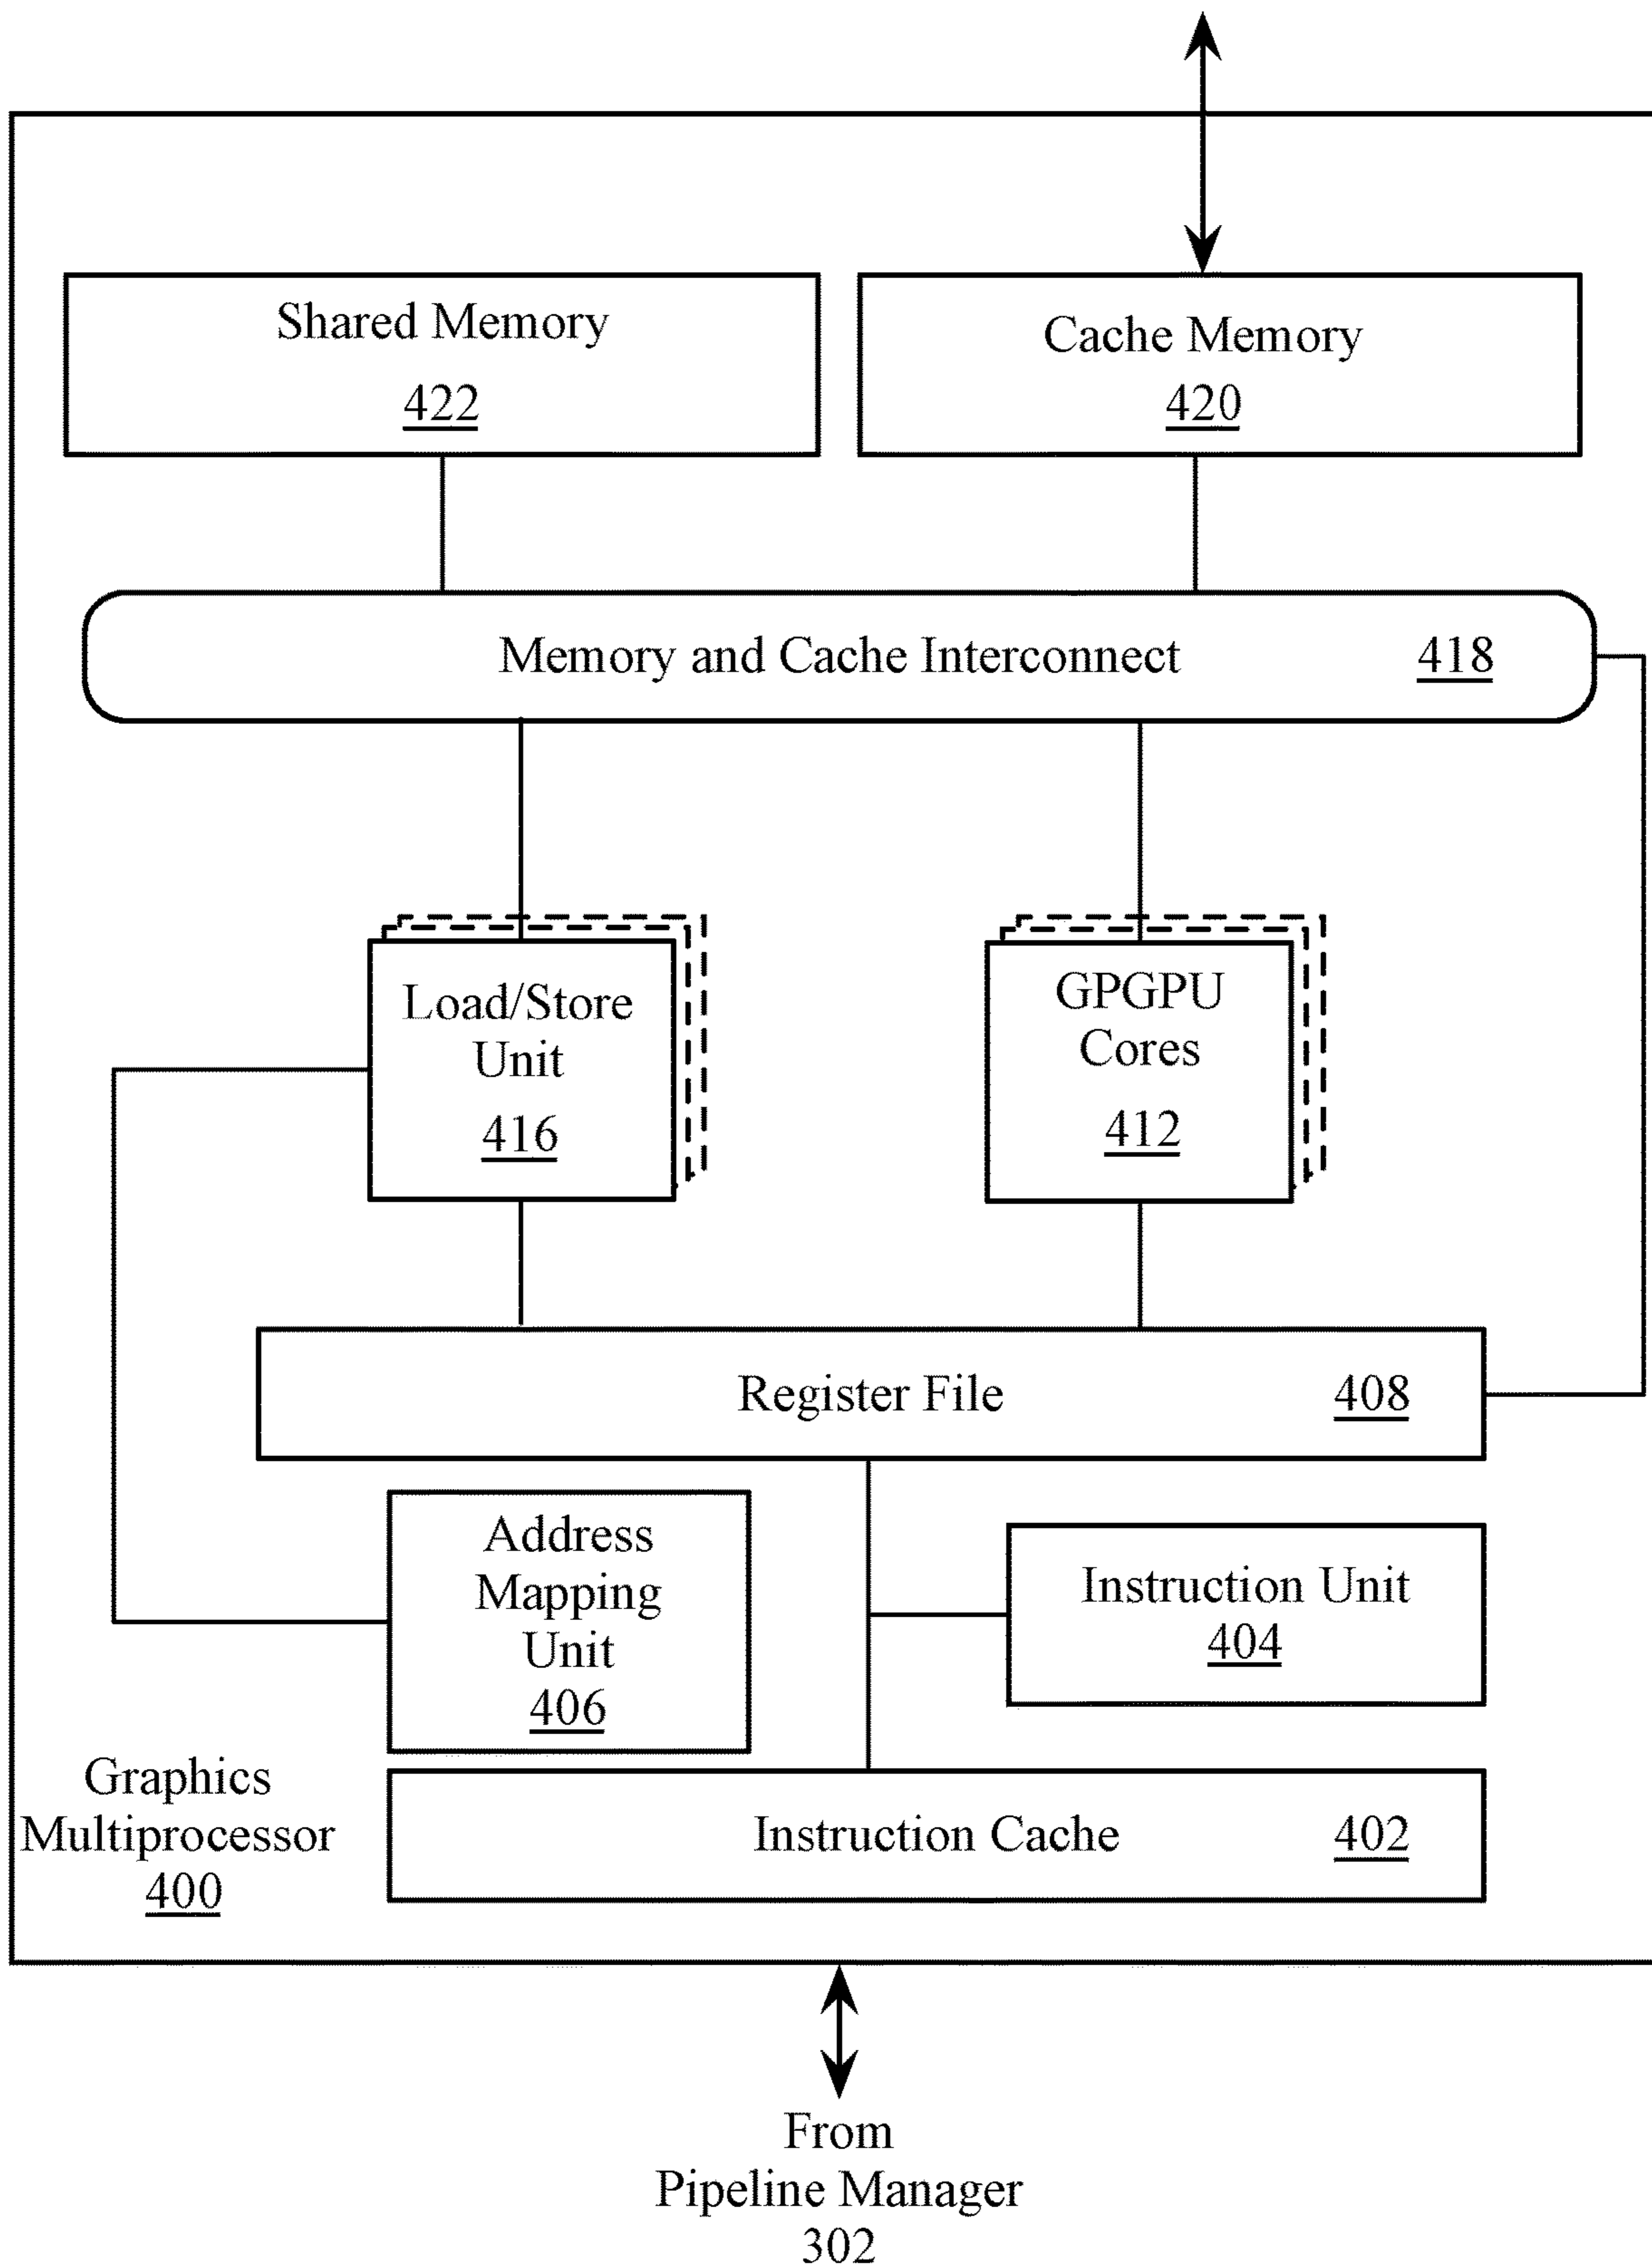 Shared Memory
422
Cache Memory
420
Memory and Cache Interconnect 418
Load/Store
Unit
416
GPGPU
Cores
412
Register File 408
Address
Mapping
Unit
406
Instruction Unit
404
Graphics
Multiprocessor
400
Instruction Cache 402
From
Pipeline Manager
302